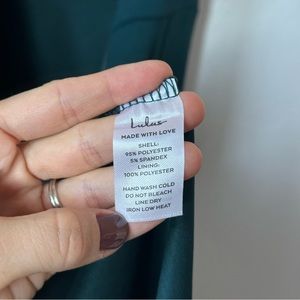 Lulus
MADE WITH LOVE
SHELL:
95% POLYESTER
5% SPANDEX
LINING:
100% POLYESTER
HAND WASH COLD
DO NOT BLEACH
LINE DRY
IRON LOW HEAT